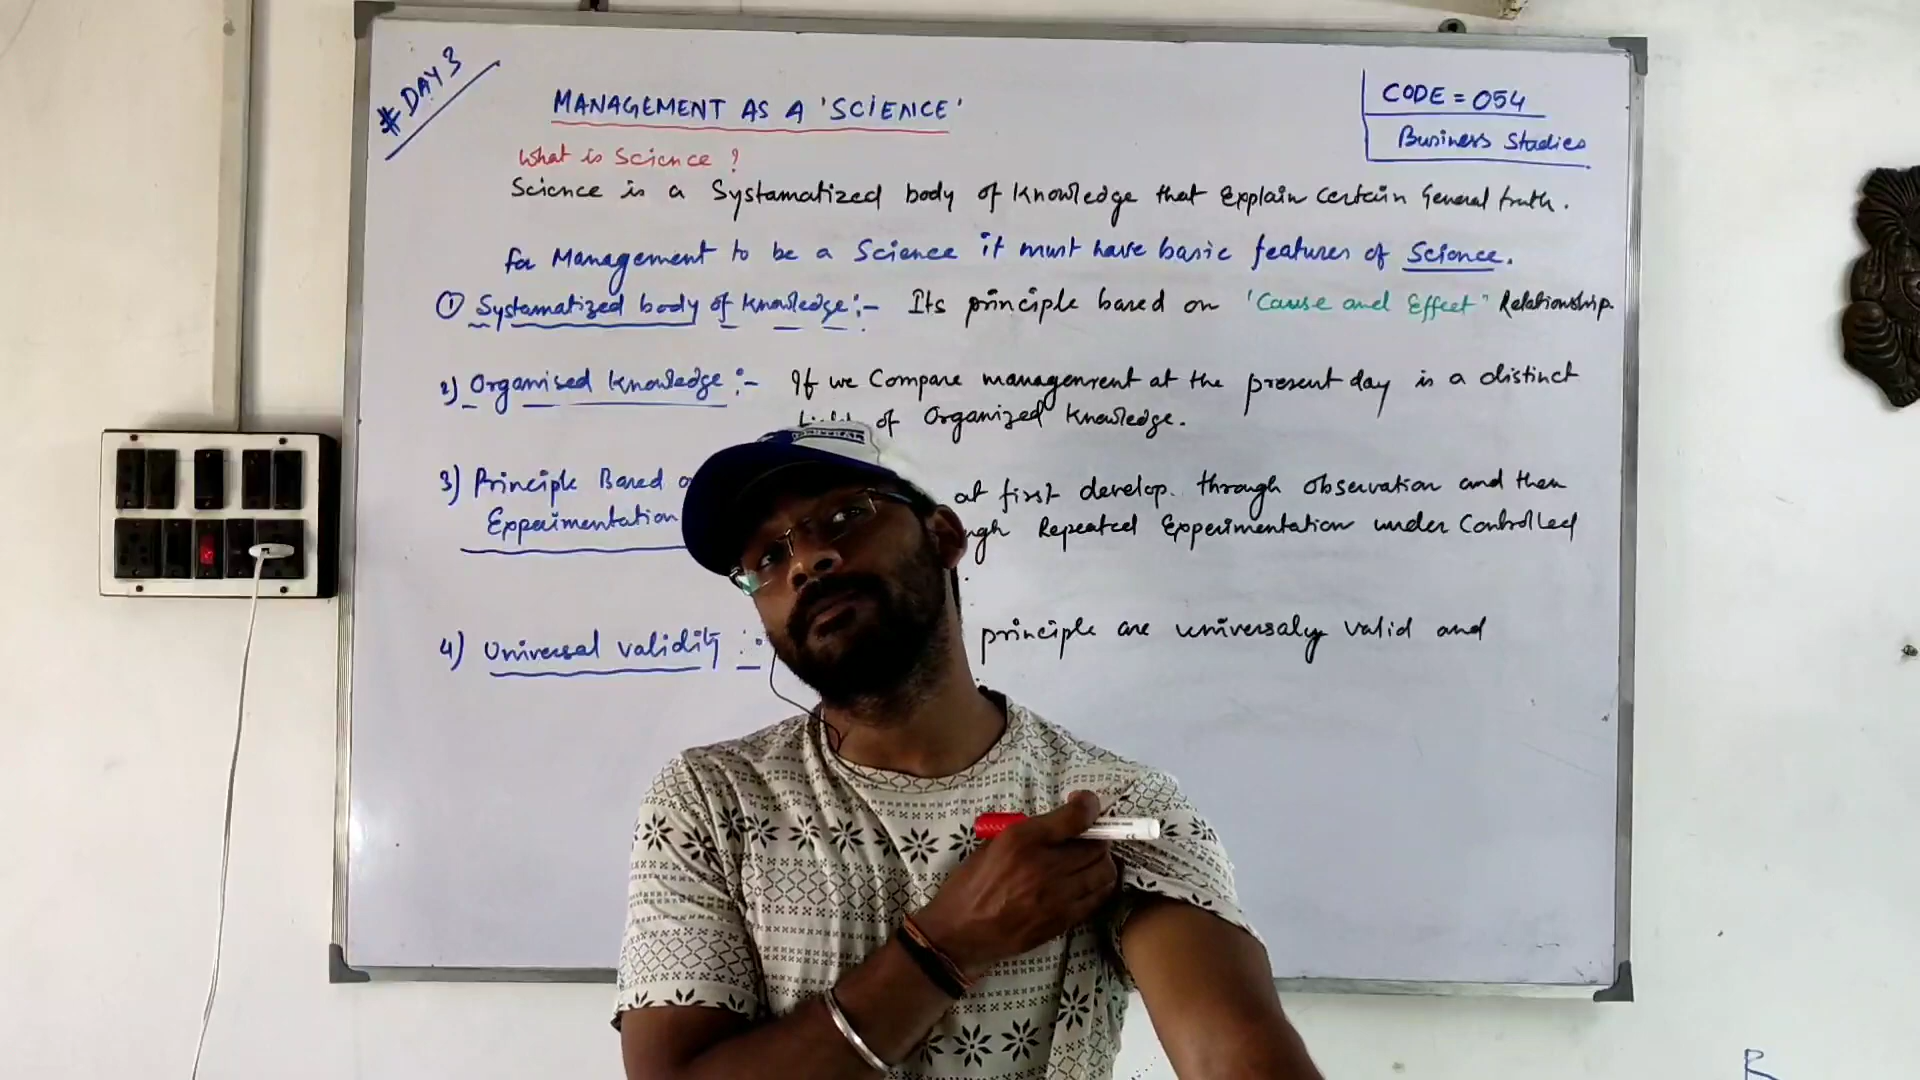 #DAY 3
MANAGEMENT AS A 'SCIENCE'
CODE = 054
Business Studies
What is Science ?
Science is a Systamatized body of Knowledge that Explain Certain General truth.
for Management to be a Science it must have basic features of Science.
① Systamatized body of Knowledge:- Its principle based on 'Cause and Effect" Relationship.
2) Organised Knowledge :- If we Compare management at the present day is a distinct
of Organized Knowledge.
3) Principle Based at first develop. through observation and then
Experimentation Repeated Experimentation under Controlled
4) Universal validity :- principle are universaly valid and
R